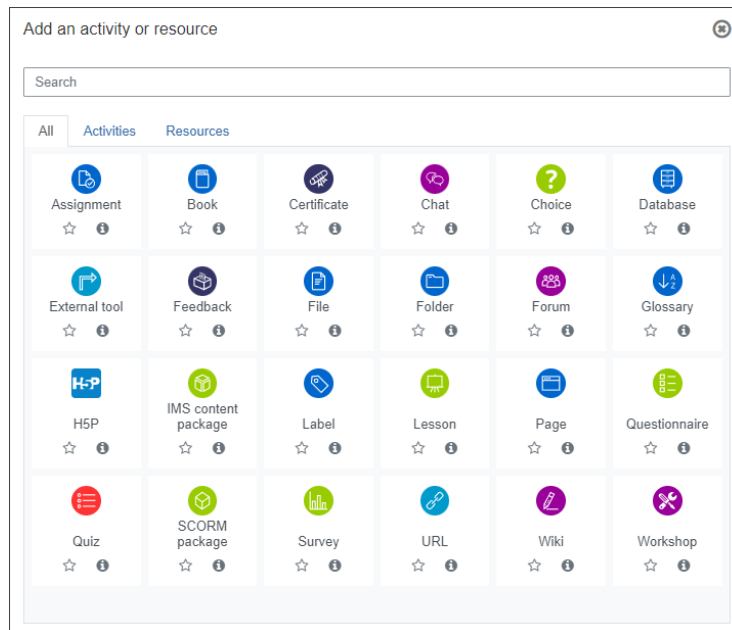 Add an activity or resource
Search
All Activities Resources
Assignment Book Certificate Chat Choice Database
External tool Feedback File Folder Forum Glossary
H5P
H5P IMS content package Label Lesson Page Questionnaire
Quiz SCORM package Survey URL Wiki Workshop